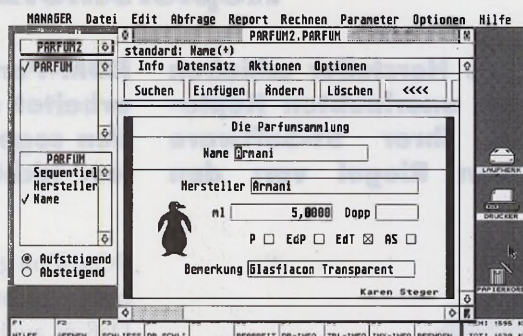 MANAGER Datei Edit Abfrage Report Rechnen Parameter Optionen Hilfe
PARFUM2.PARFUM
PARFUM2
standard: Name(+)
PARFUM
Info Datensatz Aktionen Optionen
Suchen Einfügen Ändern Löschen <<<<
Die Parfumsammlung
Name Armani
PARFUM
Sequentiel
Hersteller
Name
Hersteller Armani
ml 5,0000 Dopp
P EdP EdT AS
Aufsteigend
Absteigend
Bemerkung Glasflacon Transparent
Karen Steger
LAUFWERK
DRUCKER
PAPIERKORB
F1 F2 F3
HILFE